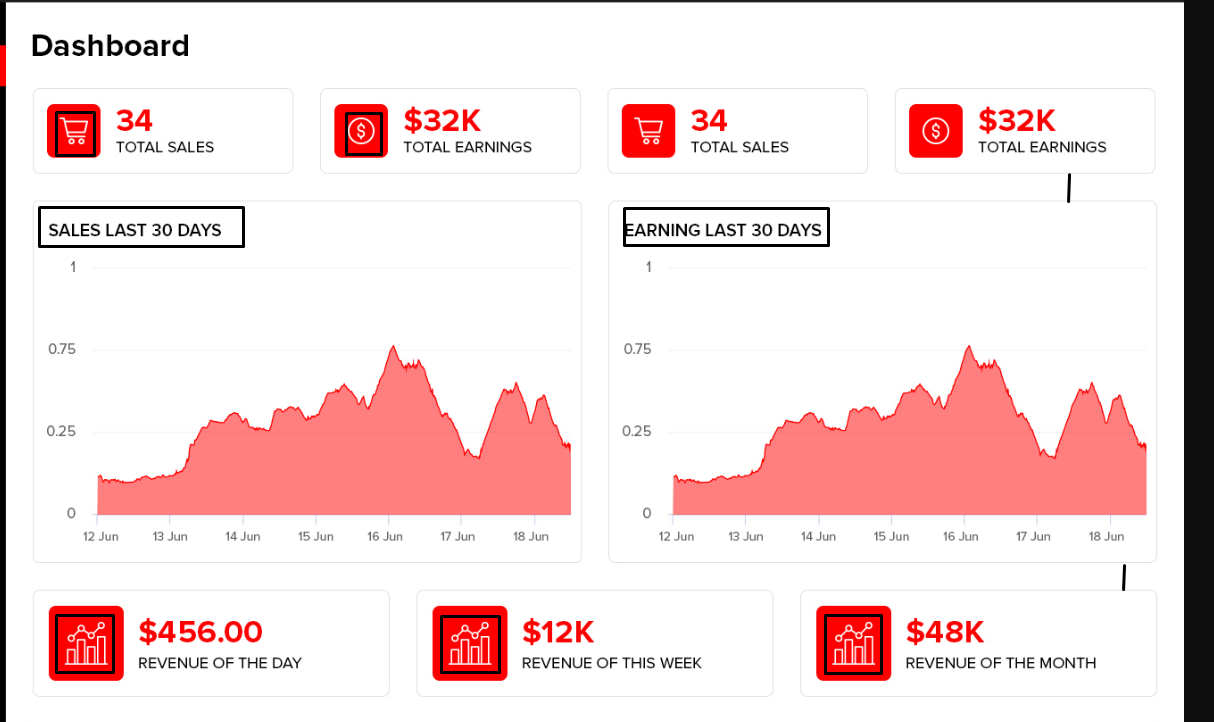 Dashboard
34
TOTAL SALES
$32K
TOTAL EARNINGS
34
TOTAL SALES
$32K
TOTAL EARNINGS
SALES LAST 30 DAYS
1
0.75
0.25
0
12 Jun 13 Jun 14 Jun 15 Jun 16 Jun 17 Jun 18 Jun
EARNING LAST 30 DAYS
1
0.75
0.25
0
12 Jun 13 Jun 14 Jun 15 Jun 16 Jun 17 Jun 18 Jun
$456.00
REVENUE OF THE DAY
$12K
REVENUE OF THIS WEEK
$48K
REVENUE OF THE MONTH